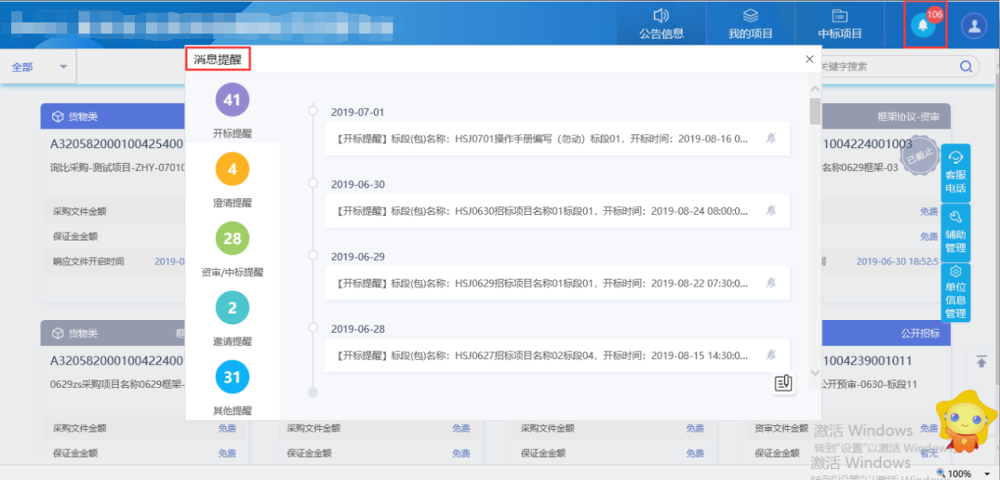 公告信息
我的项目
中标项目
106
全部
消息提醒
×
关键字搜索
41
开标提醒
4
澄清提醒
28
资审/中标提醒
2
邀请提醒
31
其他提醒
2019-07-01
【开标提醒】标段(包)名称：HSJ0701操作手册编写（勿动）标段01，开标时间：2019-08-16 0...
2019-06-30
【开标提醒】标段(包)名称：HSJ0630招标项目名称01标段01，开标时间：2019-08-24 08:00:0...
2019-06-29
【开标提醒】标段(包)名称：HSJ0629招标项目名称01标段01，开标时间：2019-08-22 07:30:0...
2019-06-28
【开标提醒】标段(包)名称：HSJ0627招标项目名称02标段04，开标时间：2019-08-15 14:30:0...
货物类
A320582000100425400
询比采购-测试项目-ZHY-0701
采购文件金额
保证金金额
响应文件开启时间
2019-0
框架协议-资审
1004224001003
已截止
名称0629框架-03
免费
免费
2019-06-30 18:52:5
客服
电话
辅助
管理
单位
信息
管理
货物类
A320582000100422400
0629zs采购项目名称0629框架-
采购文件金额 免费
保证金金额 免费
采购文件金额 免费
保证金金额 免费
采购文件金额 免费
保证金金额 免费
公开招标
1004239001011
公开预审-0630-标段11
资审文件金额 免费
保证金金额 暂无
激活 Windows
转到"设置"以激活 Windows
激活 Windows
转到"设置"以激活 Windows
100%